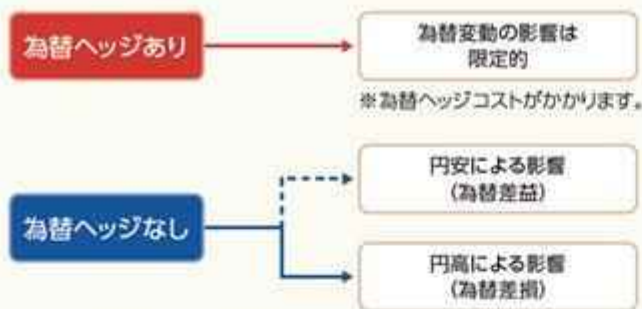 為替ヘッジあり
為替変動の影響は
限定的
※為替ヘッジコストがかかります。
為替ヘッジなし
円安による影響
(為替差益)
円高による影響
(為替差損)